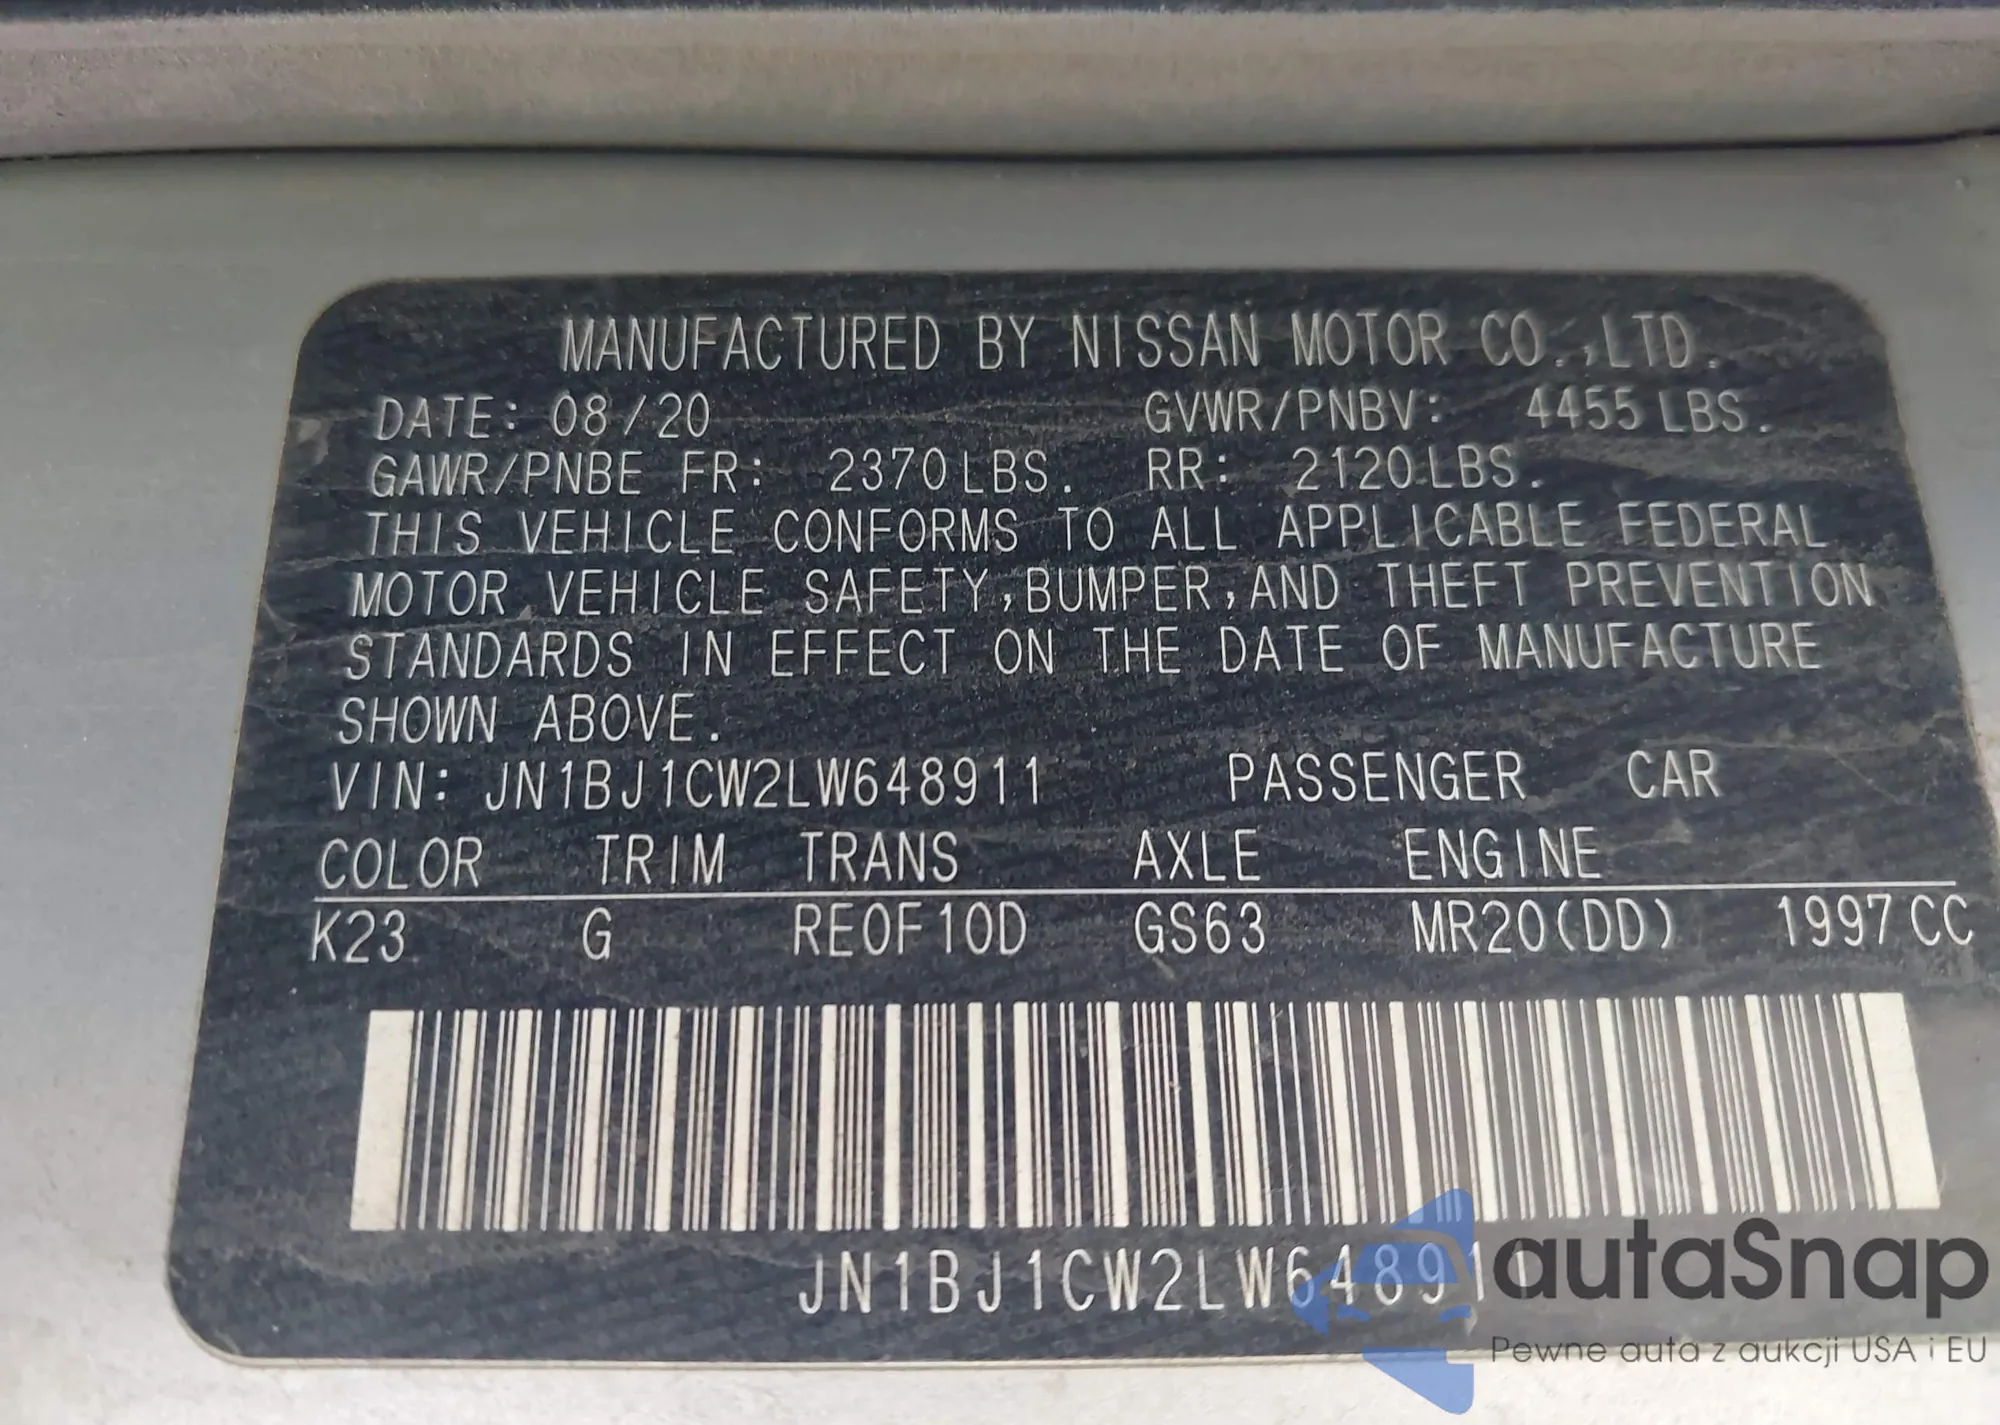 MANUFACTURED BY NISSAN MOTOR CO.,LTD.
DATE: 08/20 GVWR/PNBV: 4455 LBS.
GAWR/PNBE FR: 2370 LBS. RR: 2120 LBS.
THIS VEHICLE CONFORMS TO ALL APPLICABLE FEDERAL
MOTOR VEHICLE SAFETY,BUMPER,AND THEFT PREVENTION
STANDARDS IN EFFECT ON THE DATE OF MANUFACTURE
SHOWN ABOVE.
VIN: JN1BJ1CW2LW648911 PASSENGER CAR
COLOR TRIM TRANS AXLE ENGINE
K23 G RE0F10D GS63 MR20(DD) 1997 CC
JN1BJ1CW2LW648911
autoSnap
Pewne auta z aukcji USA i EU